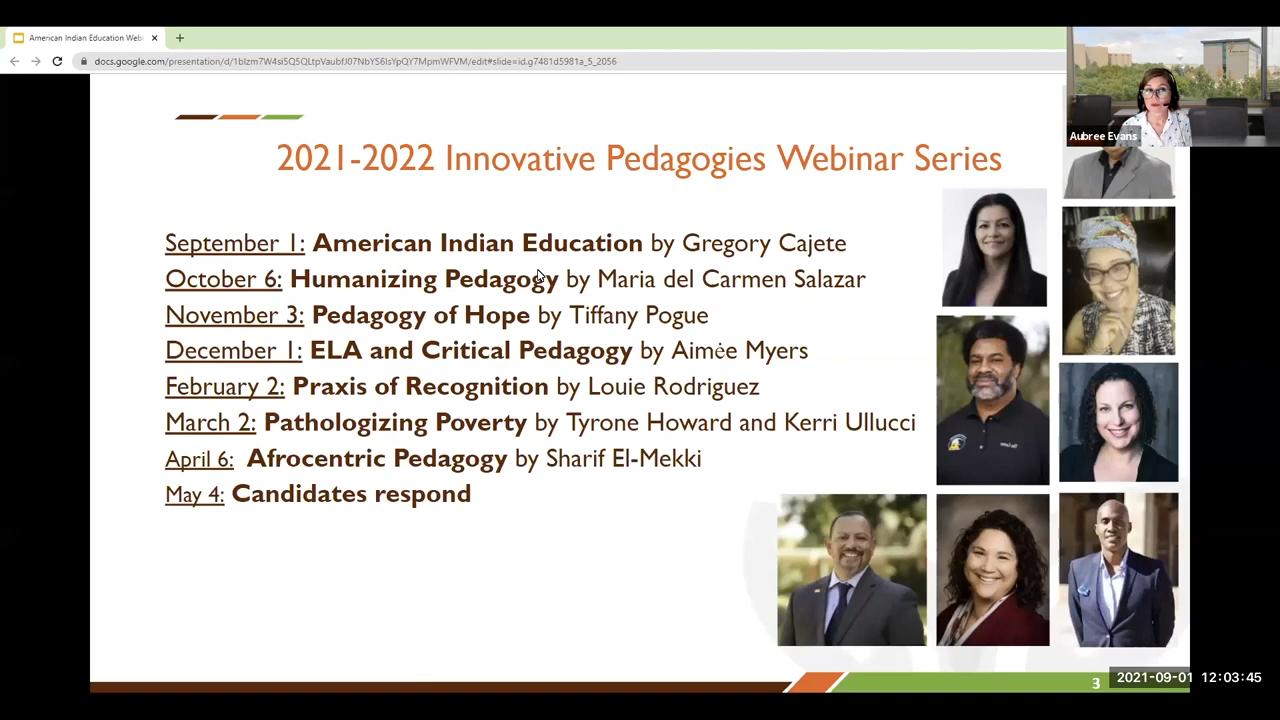 American Indian Education Webi
docs.google.com/presentation/d/1bIzm7W4si5Q5QLtpVaubfJ07NbYS6IsYpQY7MpmWFVM/edit#slide=id.g7481d5981a_5_2056
Aubree Evans
2021-2022 Innovative Pedagogies Webinar Series
September 1: American Indian Education by Gregory Cajete
October 6: Humanizing Pedagogy by Maria del Carmen Salazar
November 3: Pedagogy of Hope by Tiffany Pogue
December 1: ELA and Critical Pedagogy by Aimée Myers
February 2: Praxis of Recognition by Louie Rodriguez
March 2: Pathologizing Poverty by Tyrone Howard and Kerri Ullucci
April 6: Afrocentric Pedagogy by Sharif El-Mekki
May 4: Candidates respond
3
2021-09-01 12:03:45